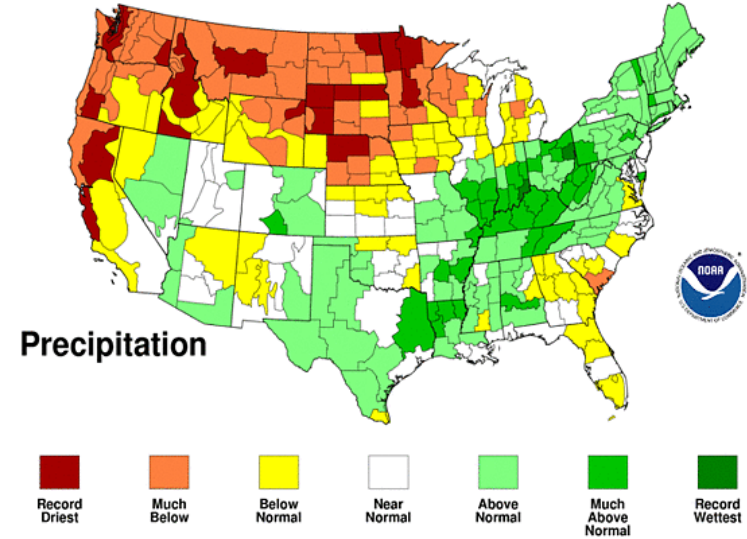 NOAA
Precipitation
Record
Driest
Much
Below
Below
Normal
Near
Normal
Above
Normal
Much
Above
Normal
Record
Wettest